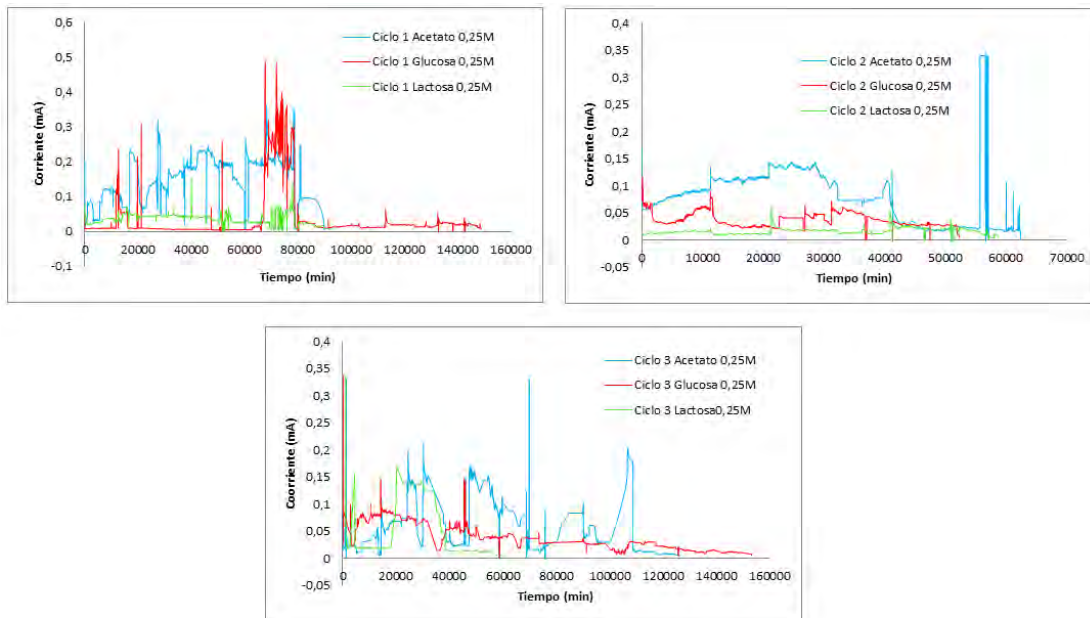 0,6
0,5
0,4
0,3
0,2
0,1
0
-0,1
Corriente (mA)
Ciclo 1 Acetato 0,25M
Ciclo 1 Glucosa 0,25M
Ciclo 1 Lactosa 0,25M
0 20000 40000 60000 80000 100000 120000 140000 160000
Tiempo (min)
0,4
0,35
0,3
0,25
0,2
0,15
0,1
0,05
0
-0,05
Corriente (mA)
Ciclo 2 Acetato 0,25M
Ciclo 2 Glucosa 0,25M
Ciclo 2 Lactosa 0,25M
0 10000 20000 30000 40000 50000 60000 70000
Tiempo (min)
0,4
0,35
0,3
0,25
0,2
0,15
0,1
0,05
0
-0,05
Coorriente (mA)
Ciclo 3 Acetato 0,25M
Ciclo 3 Glucosa 0,25M
Ciclo 3 Lactosa0,25M
0 20000 40000 60000 80000 100000 120000 140000 160000
Tiempo (min)